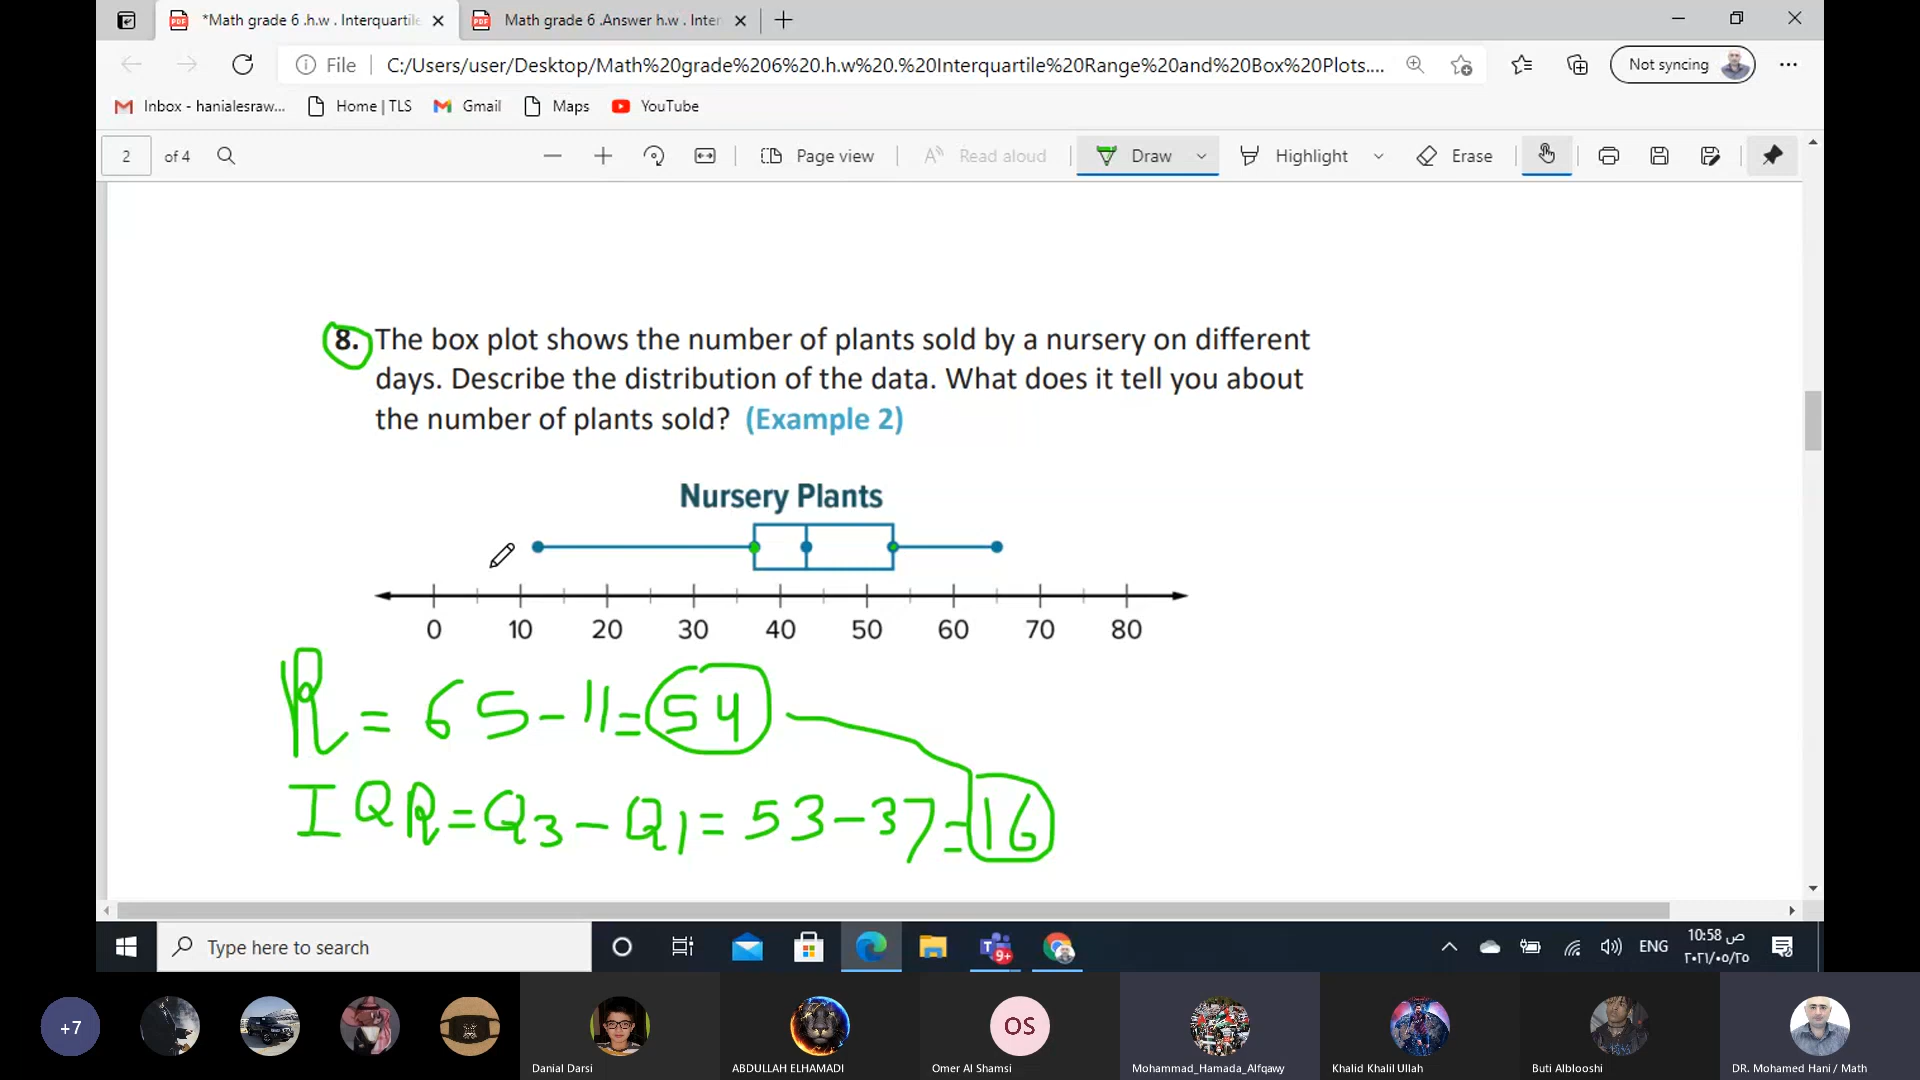 *Math grade 6 .h.w . Interquartile
Math grade 6 .Answer h.w . Inter
File
C:/Users/user/Desktop/Math%20grade%206%20.h.w%20.%20Interquartile%20Range%20and%20Box%20Plots....
Not syncing
Inbox - hanialesraw...
Home | TLS
Gmail
Maps
YouTube
2 of 4
Page view
Read aloud
Draw
Highlight
Erase
8. The box plot shows the number of plants sold by a nursery on different
days. Describe the distribution of the data. What does it tell you about
the number of plants sold? (Example 2)
Nursery Plants
0 10 20 30 40 50 60 70 80
R = 65 - 11 = 54
IQR = Q3 - Q1 = 53 - 37 = 16
Type here to search
9+
ENG
10:58 ص
٢٠٢١/٠٥/٢٥
+7
OS
Danial Darsi
ABDULLAH ELHAMADI
Omer Al Shamsi
Mohammad_Hamada_Alfqawy
Khalid Khalil Ullah
Buti Alblooshi
DR. Mohamed Hani / Math